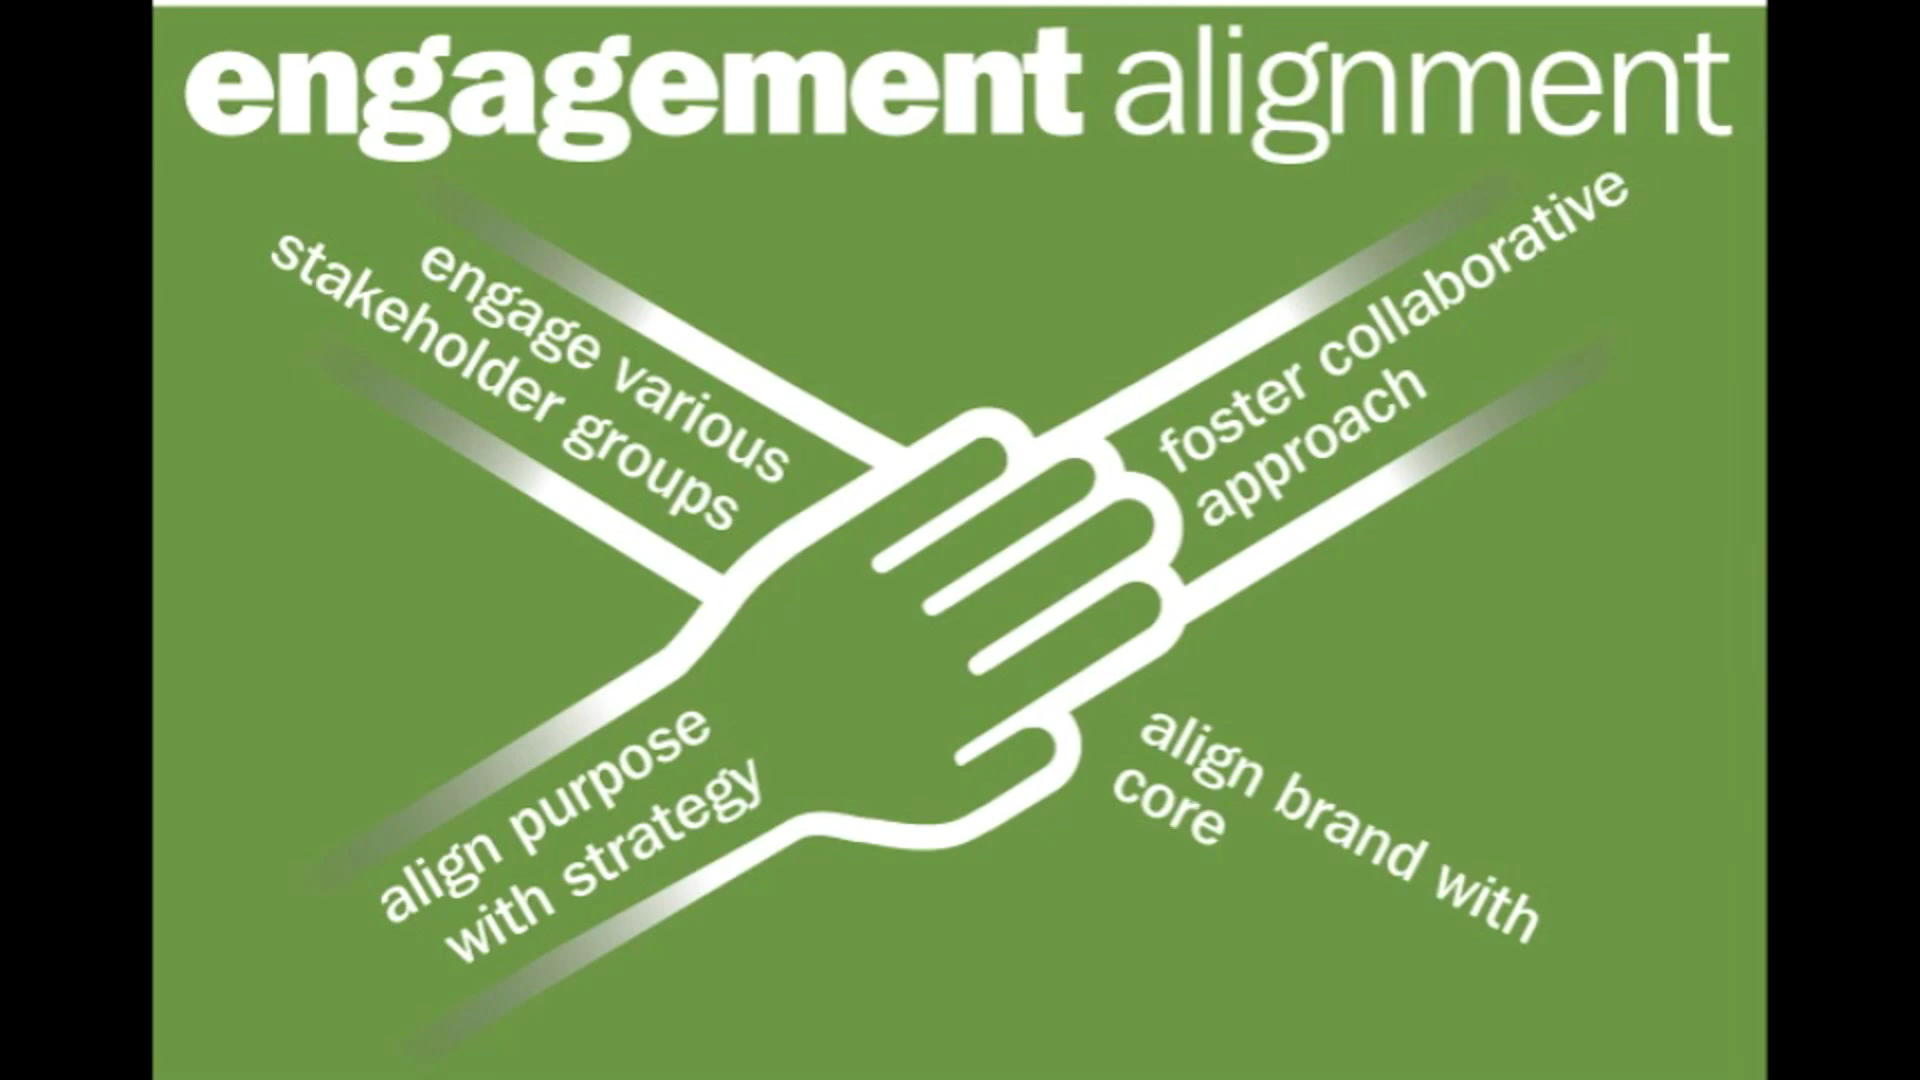 engagement alignment
engage various
stakeholder groups
foster collaborative
approach
align purpose
with strategy
align brand with
core